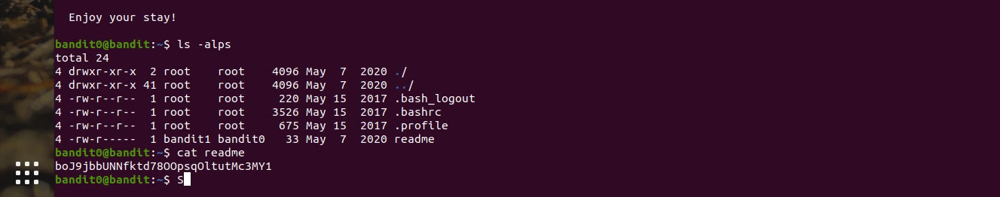 Enjoy your stay!
bandit0@bandit:~$ ls -alps
total 24
4 drwxr-xr-x  2 root    root    4096 May  7  2020 ./
4 drwxr-xr-x 41 root    root    4096 May  7  2020 ../
4 -rw-r--r--  1 root    root     220 May 15  2017 .bash_logout
4 -rw-r--r--  1 root    root    3526 May 15  2017 .bashrc
4 -rw-r--r--  1 root    root     675 May 15  2017 .profile
4 -rw-r-----  1 bandit1 bandit0   33 May  7  2020 readme
bandit0@bandit:~$ cat readme
boJ9jbbUNNfktd78OOpsqOltutMc3MY1
bandit0@bandit:~$ S